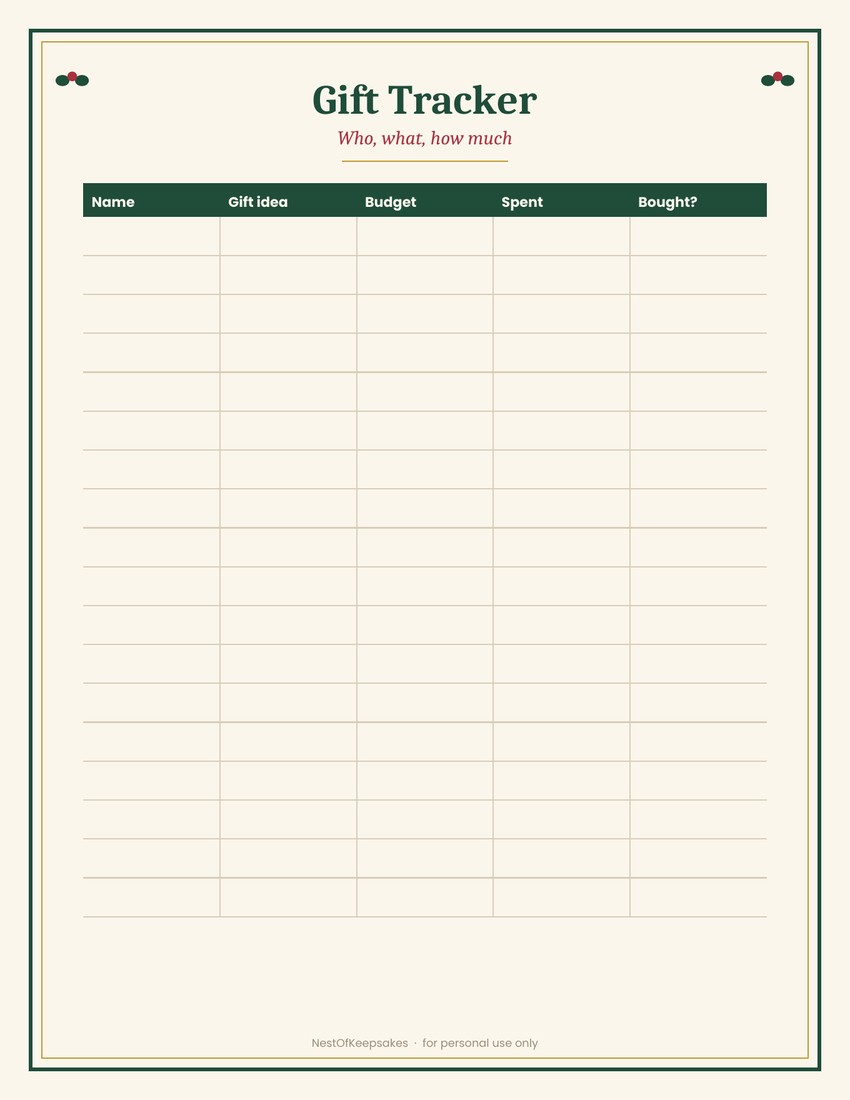 Gift Tracker
Who, what, how much
Name Gift idea Budget Spent Bought?
NestOfKeepsakes · for personal use only